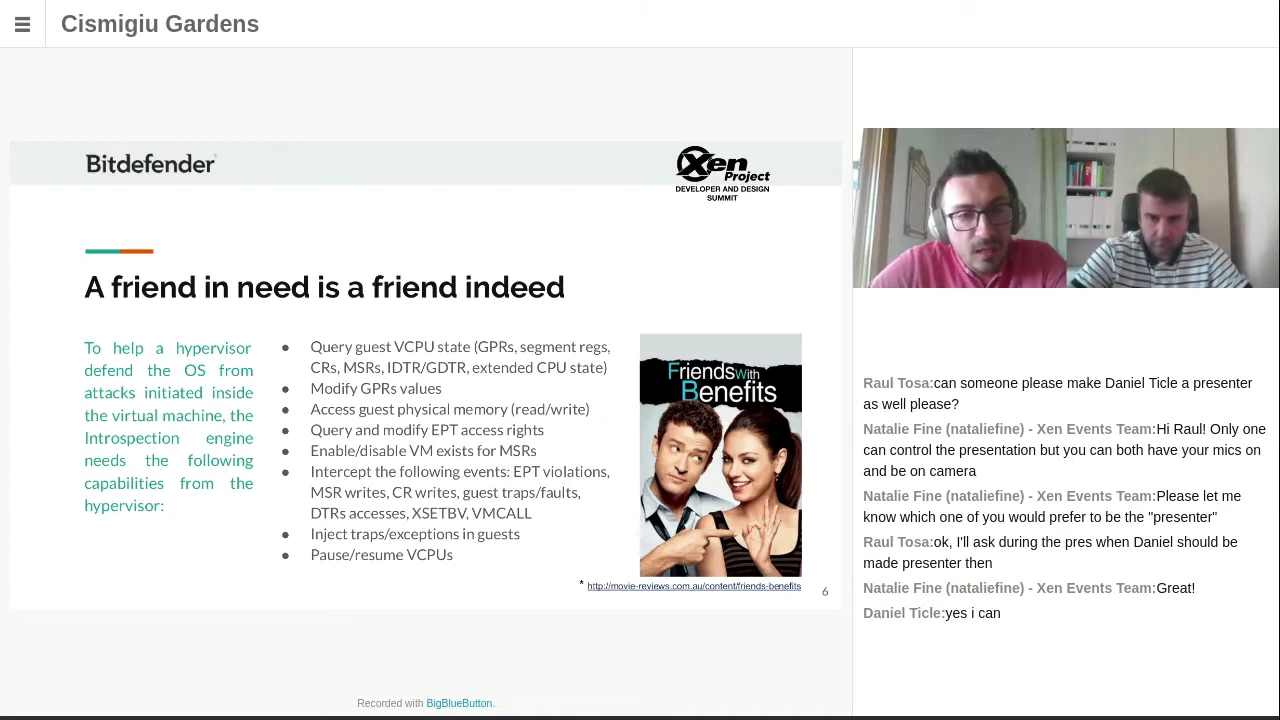 Cismigiu Gardens
Bitdefender
Xen
Project
DEVELOPER AND DESIGN
SUMMIT
A friend in need is a friend indeed
To help a hypervisor
defend the OS from
attacks initiated inside
the virtual machine, the
Introspection engine
needs the following
capabilities from the
hypervisor:
● Query guest VCPU state (GPRs, segment regs,
CRs, MSRs, IDTR/GDTR, extended CPU state)
● Modify GPRs values
● Access guest physical memory (read/write)
● Query and modify EPT access rights
● Enable/disable VM exists for MSRs
● Intercept the following events: EPT violations,
MSR writes, CR writes, guest traps/faults,
DTRs accesses, XSETBV, VMCALL
● Inject traps/exceptions in guests
● Pause/resume VCPUs
Friends With
Benefits
* http://movie-reviews.com.au/content/friends-benefits
6
Recorded with BigBlueButton.
Raul Tosa:can someone please make Daniel Ticle a presenter
as well please?
Natalie Fine (nataliefine) - Xen Events Team:Hi Raul! Only one
can control the presentation but you can both have your mics on
and be on camera
Natalie Fine (nataliefine) - Xen Events Team:Please let me
know which one of you would prefer to be the "presenter"
Raul Tosa:ok, I'll ask during the pres when Daniel should be
made presenter then
Natalie Fine (nataliefine) - Xen Events Team:Great!
Daniel Ticle:yes i can